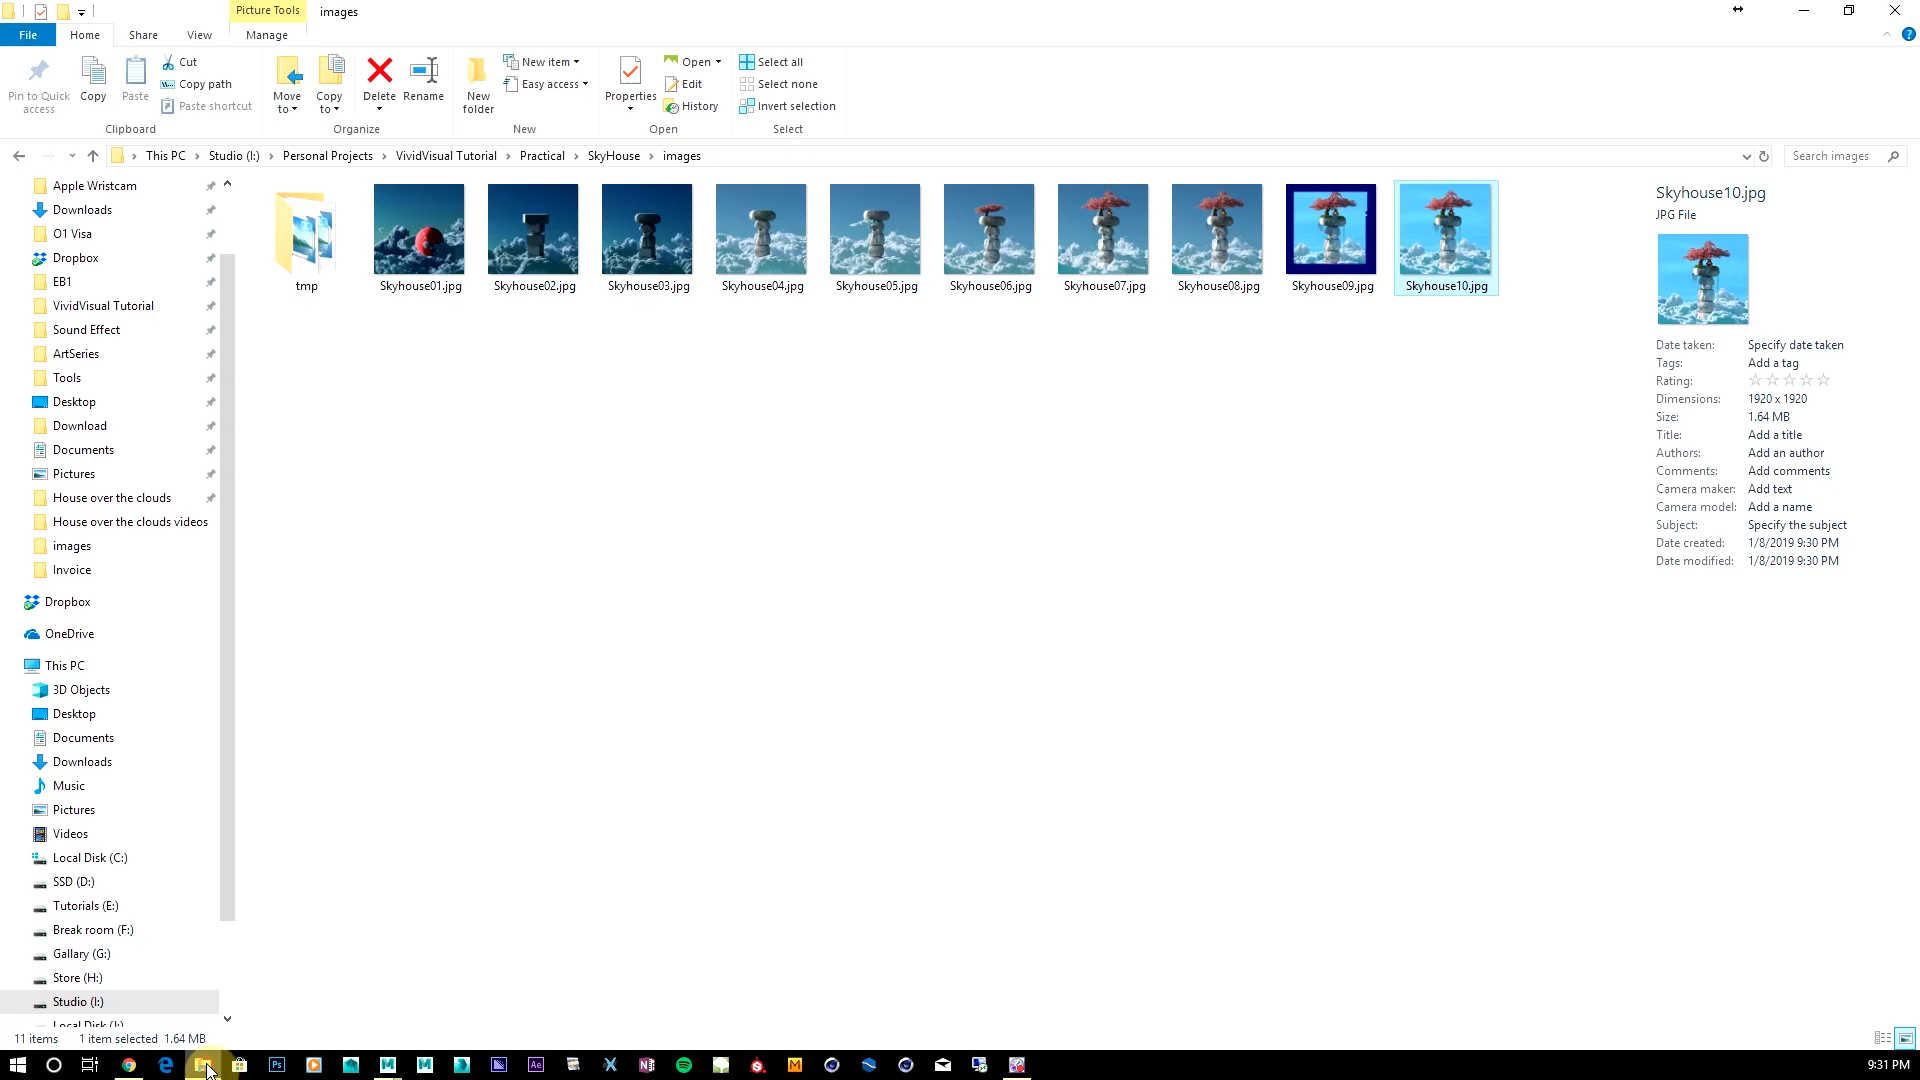 Picture Tools
images
File
Home
Share
View
Manage
Pin to Quick access
Copy
Paste
Cut
Copy path
Paste shortcut
Clipboard
Move to
Copy to
Delete
Rename
Organize
New folder
New item
Easy access
New
Properties
Open
Edit
History
Open
Select all
Select none
Invert selection
Select
This PC
Studio (I:)
Personal Projects
VividVisual Tutorial
Practical
SkyHouse
images
Search images
Apple Wristcam
Downloads
O1 Visa
Dropbox
EB1
VividVisual Tutorial
Sound Effect
ArtSeries
Tools
Desktop
Download
Documents
Pictures
House over the clouds
House over the clouds videos
images
Invoice
Dropbox
OneDrive
This PC
3D Objects
Desktop
Documents
Downloads
Music
Pictures
Videos
Local Disk (C:)
SSD (D:)
Tutorials (E:)
Break room (F:)
Gallary (G:)
Store (H:)
Studio (I:)
Local Disk (J:)
tmp
Skyhouse01.jpg
Skyhouse02.jpg
Skyhouse03.jpg
Skyhouse04.jpg
Skyhouse05.jpg
Skyhouse06.jpg
Skyhouse07.jpg
Skyhouse08.jpg
Skyhouse09.jpg
Skyhouse10.jpg
Skyhouse10.jpg
JPG File
Date taken: Specify date taken
Tags: Add a tag
Rating:
Dimensions: 1920 x 1920
Size: 1.64 MB
Title: Add a title
Authors: Add an author
Comments: Add comments
Camera maker: Add text
Camera model: Add a name
Subject: Specify the subject
Date created: 1/8/2019 9:30 PM
Date modified: 1/8/2019 9:30 PM
11 items
1 item selected 1.64 MB
Ps
Ae
9:31 PM